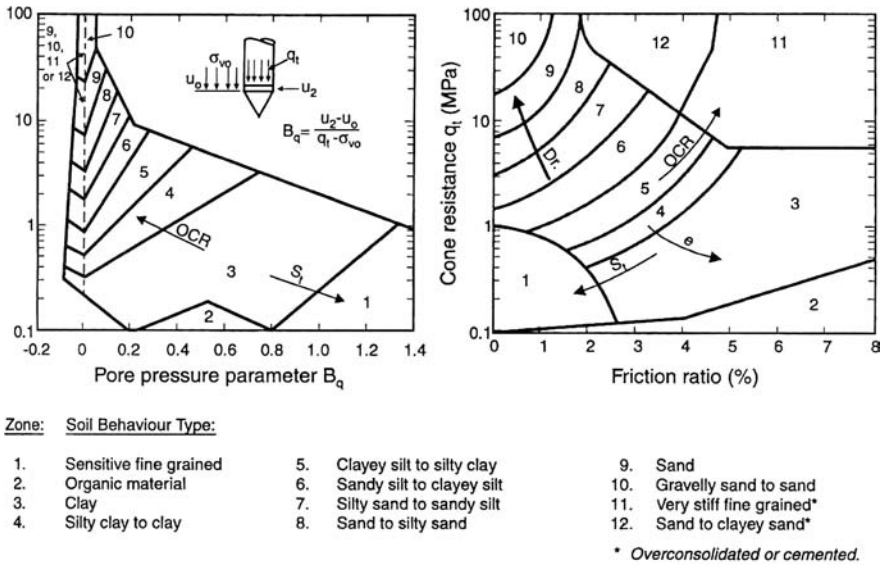 100
10
1
0.1
-0.2 0 0.2 0.4 0.6 0.8 1.0 1.2 1.4
Pore pressure parameter Bq
9,
10,
11
or 12
10
9
8
7
6
5
4
3
2
1
OCR
St
σvo
qt
uo
u2
Bq = u2-uo
qt-σvo
Cone resistance qt (MPa)
100
10
1
0.1
0 1 2 3 4 5 6 7 8
Friction ratio (%)
10
9
8
7
6
5
4
3
2
1
12
11
Dr.
OCR
e
St
Zone: Soil Behaviour Type:
1. Sensitive fine grained
2. Organic material
3. Clay
4. Silty clay to clay
5. Clayey silt to silty clay
6. Sandy silt to clayey silt
7. Silty sand to sandy silt
8. Sand to silty sand
9. Sand
10. Gravelly sand to sand
11. Very stiff fine grained*
12. Sand to clayey sand*
* Overconsolidated or cemented.